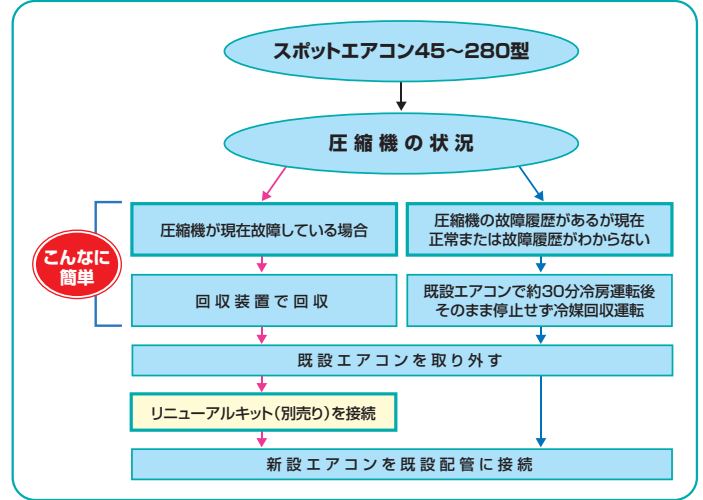 スポットエアコン45～280型
圧縮機の状況
こんなに
簡単
圧縮機が現在故障している場合
圧縮機の故障履歴があるが現在
正常または故障履歴がわからない
回収装置で回収
既設エアコンで約30分冷房運転後
そのまま停止せず冷媒回収運転
既設エアコンを取り外す
リニューアルキット(別売り)を接続
新設エアコンを既設配管に接続